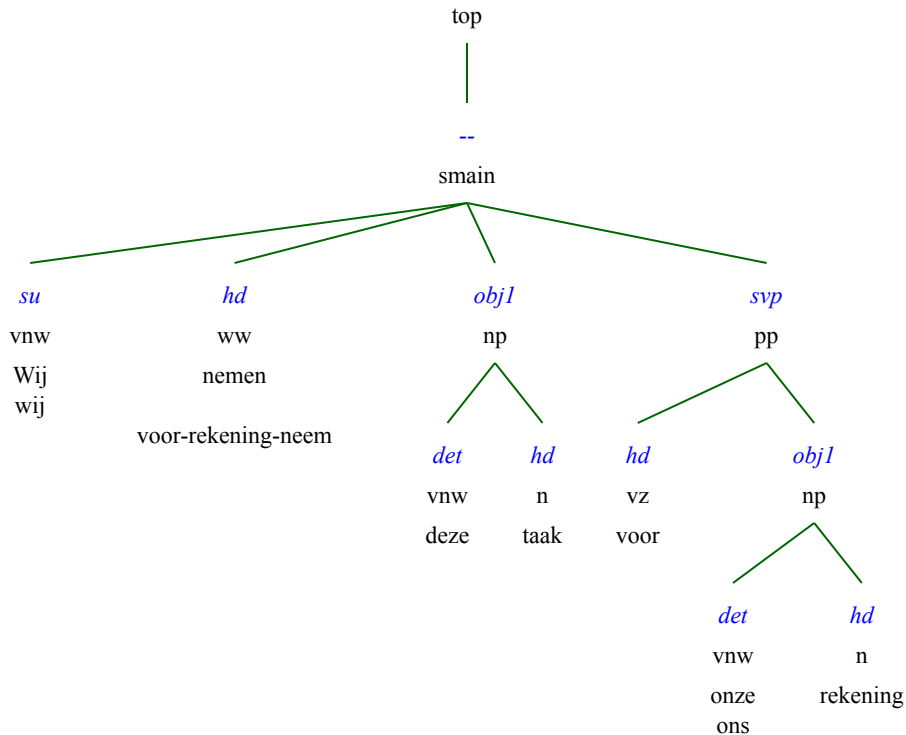 top
--
smain
su hd obj1 svp
vnw ww np pp
Wij nemen
wij
voor-rekening-neem
det hd hd obj1
vnw n vz np
deze taak voor
det hd
vnw n
onze rekening
ons